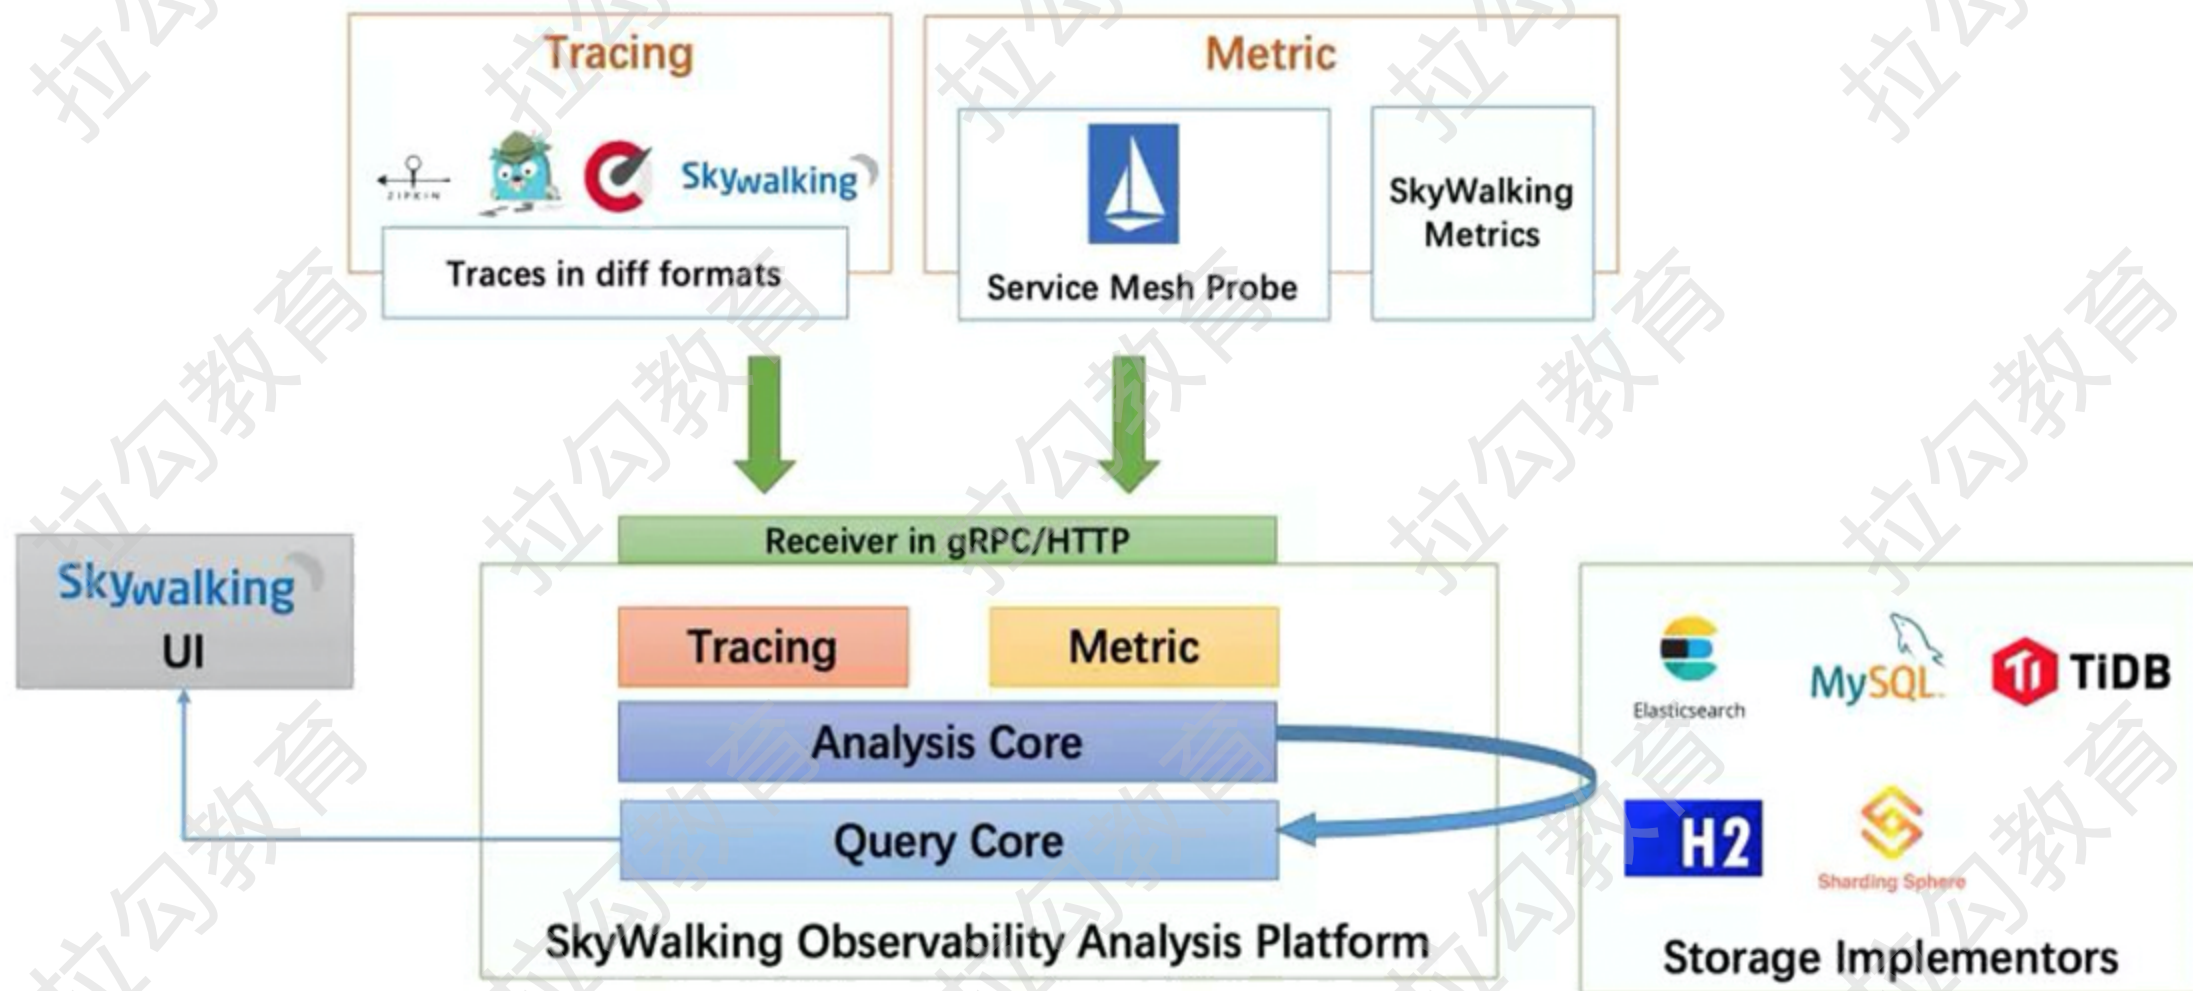 Tracing
Metric
ZIPKIN
Skywalking
SkyWalking
Metrics
Traces in diff formats
Service Mesh Probe
Receiver in gRPC/HTTP
Skywalking
UI
Tracing
Metric
Analysis Core
Query Core
SkyWalking Observability Analysis Platform
Elasticsearch
MySQL
TiDB
H2
Sharding Sphere
Storage Implementors
拉勾教育